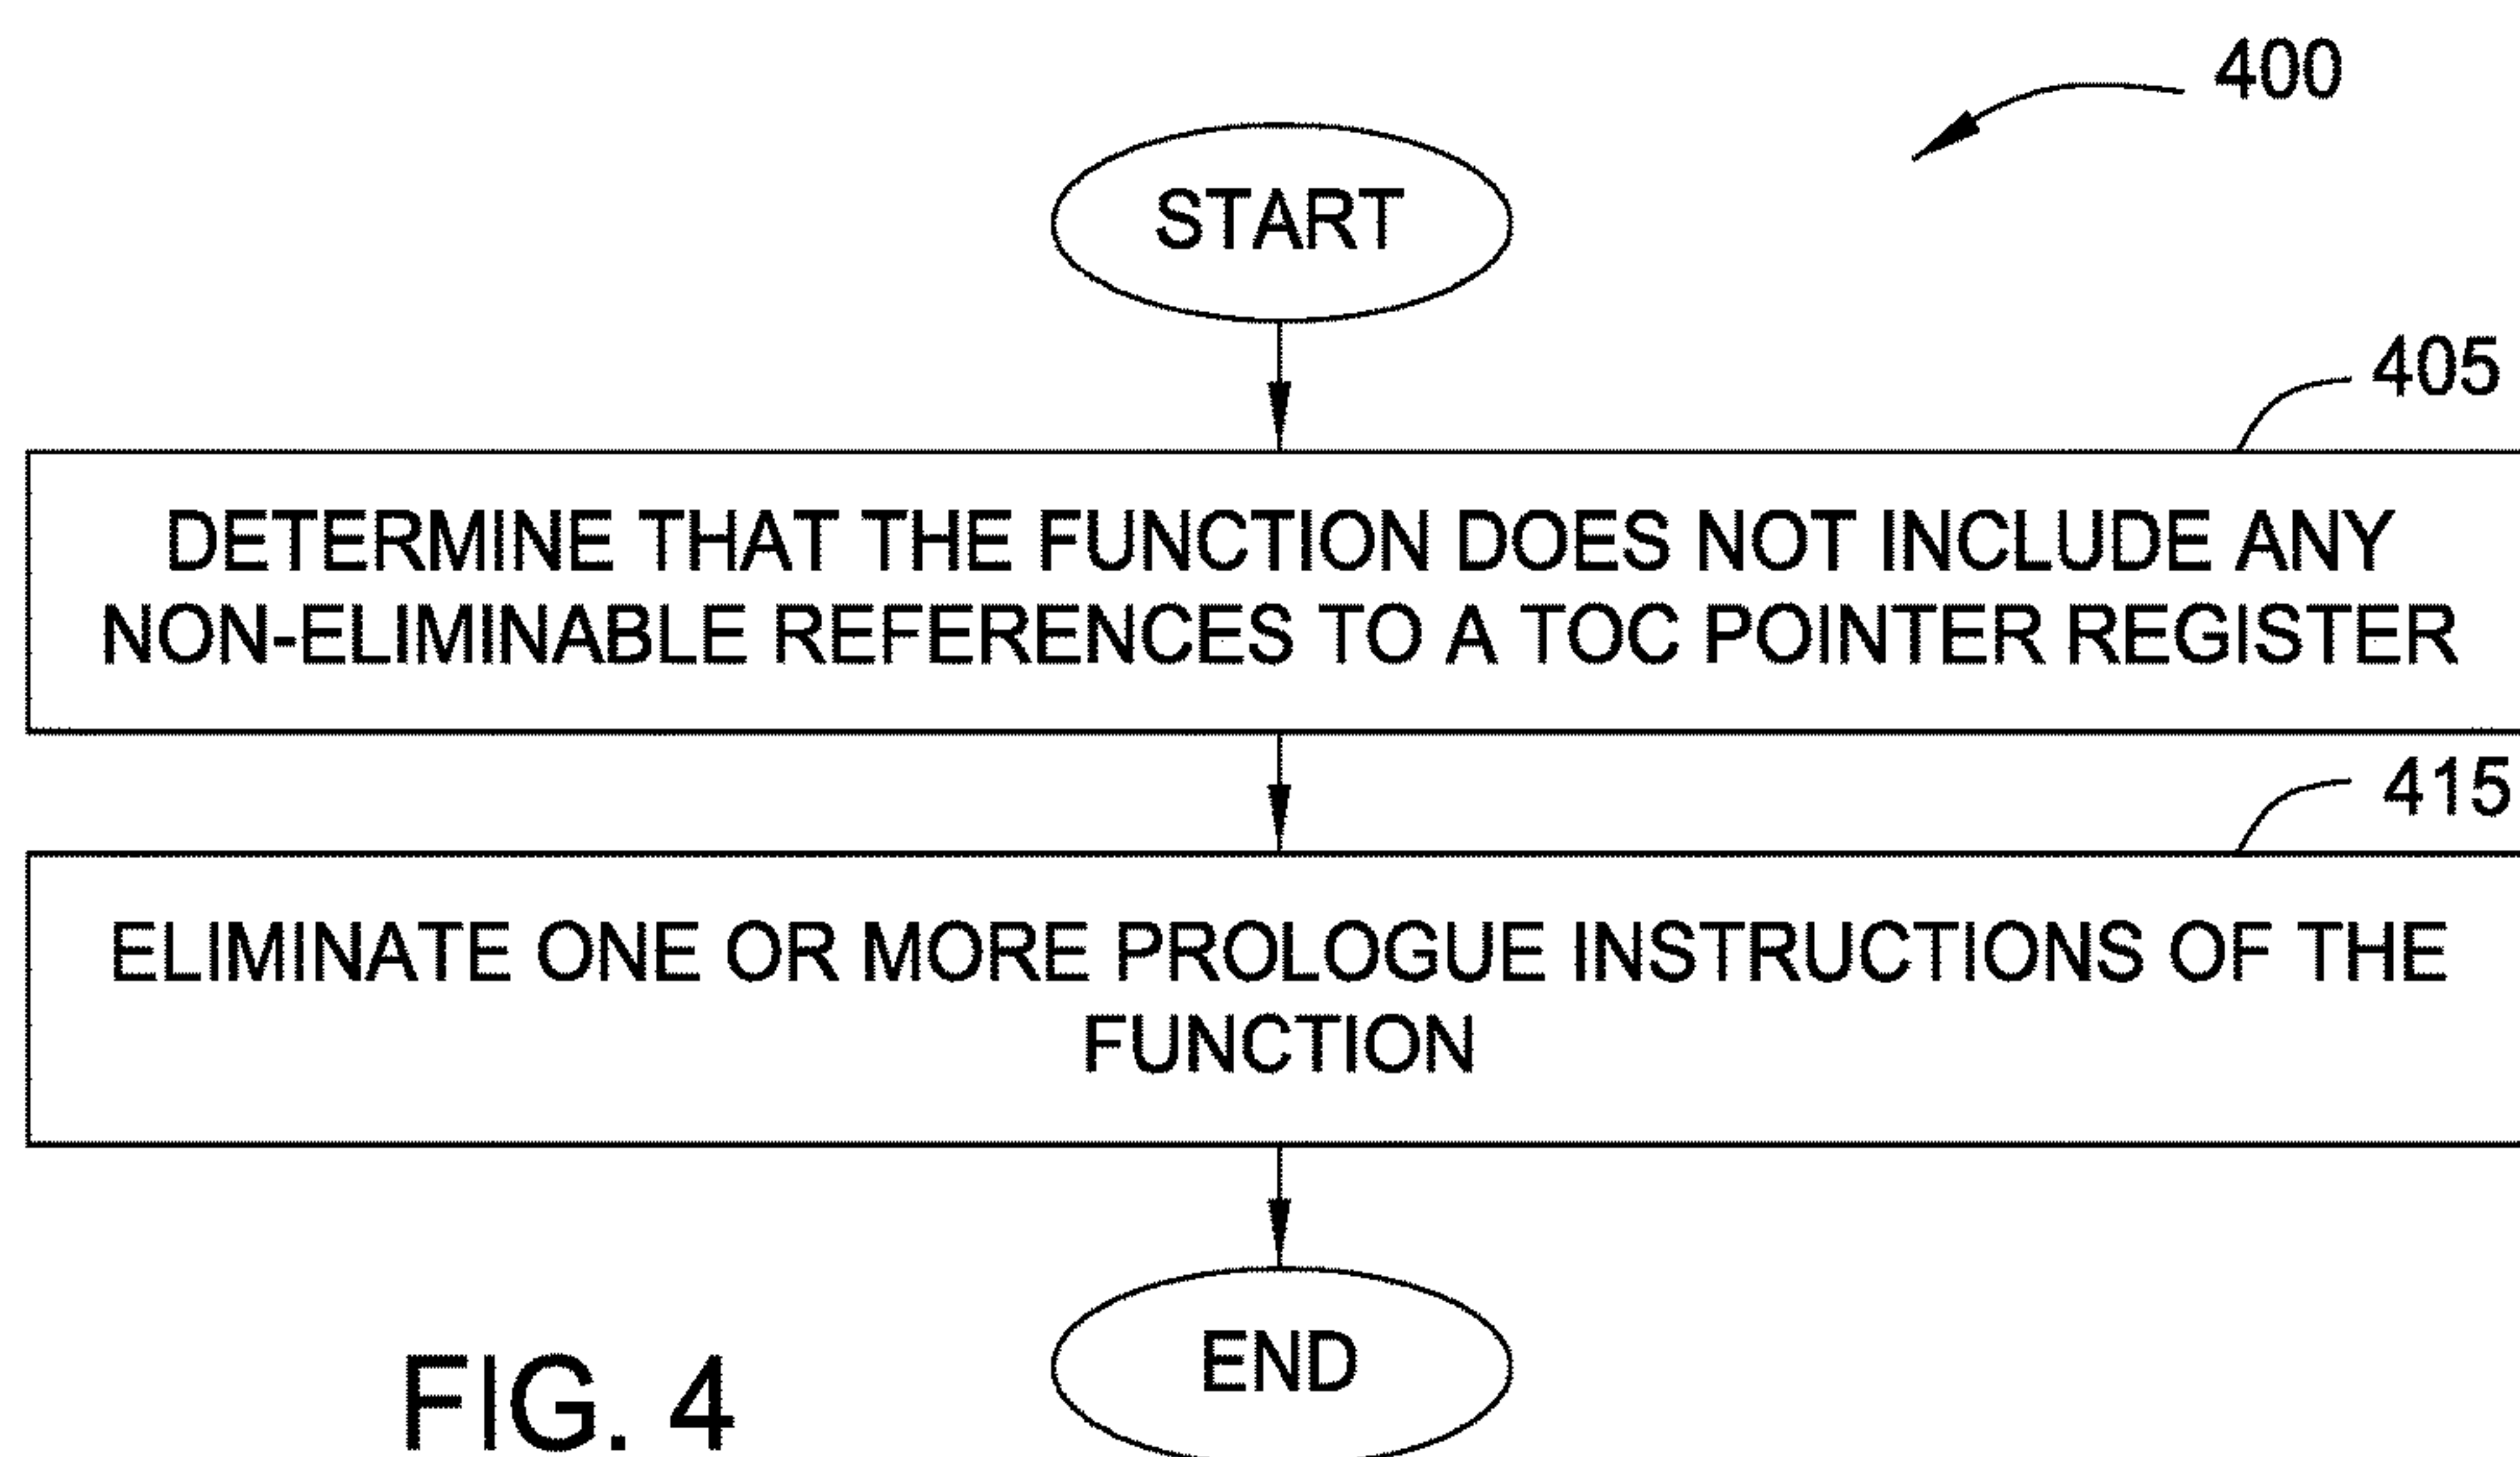 400
START
405
DETERMINE THAT THE FUNCTION DOES NOT INCLUDE ANY
NON-ELIMINABLE REFERENCES TO A TOC POINTER REGISTER
415
ELIMINATE ONE OR MORE PROLOGUE INSTRUCTIONS OF THE
FUNCTION
END
FIG. 4